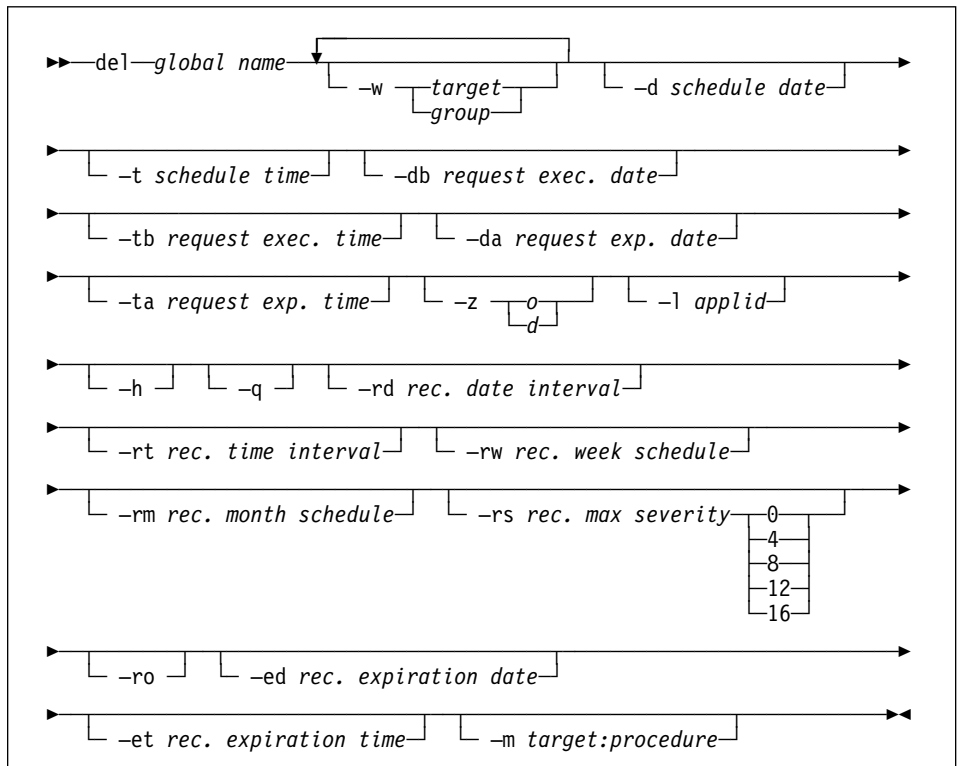 del global name
–w target –d schedule date
group
–t schedule time –db request exec. date
–tb request exec. time –da request exp. date
–ta request exp. time –z o –l applid
d
–h –q –rd rec. date interval
–rt rec. time interval –rw rec. week schedule
–rm rec. month schedule –rs rec. max severity 0
4
8
12
16
–ro –ed rec. expiration date
–et rec. expiration time –m target:procedure